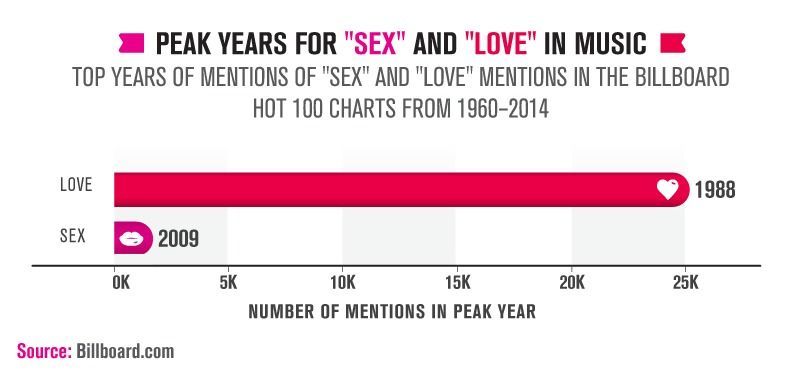 PEAK YEARS FOR "SEX" AND "LOVE" IN MUSIC
TOP YEARS OF MENTIONS OF "SEX" AND "LOVE" MENTIONS IN THE BILLBOARD
HOT 100 CHARTS FROM 1960–2014
LOVE 1988
SEX 2009
0K 5K 10K 15K 20K 25K
NUMBER OF MENTIONS IN PEAK YEAR
Source: Billboard.com